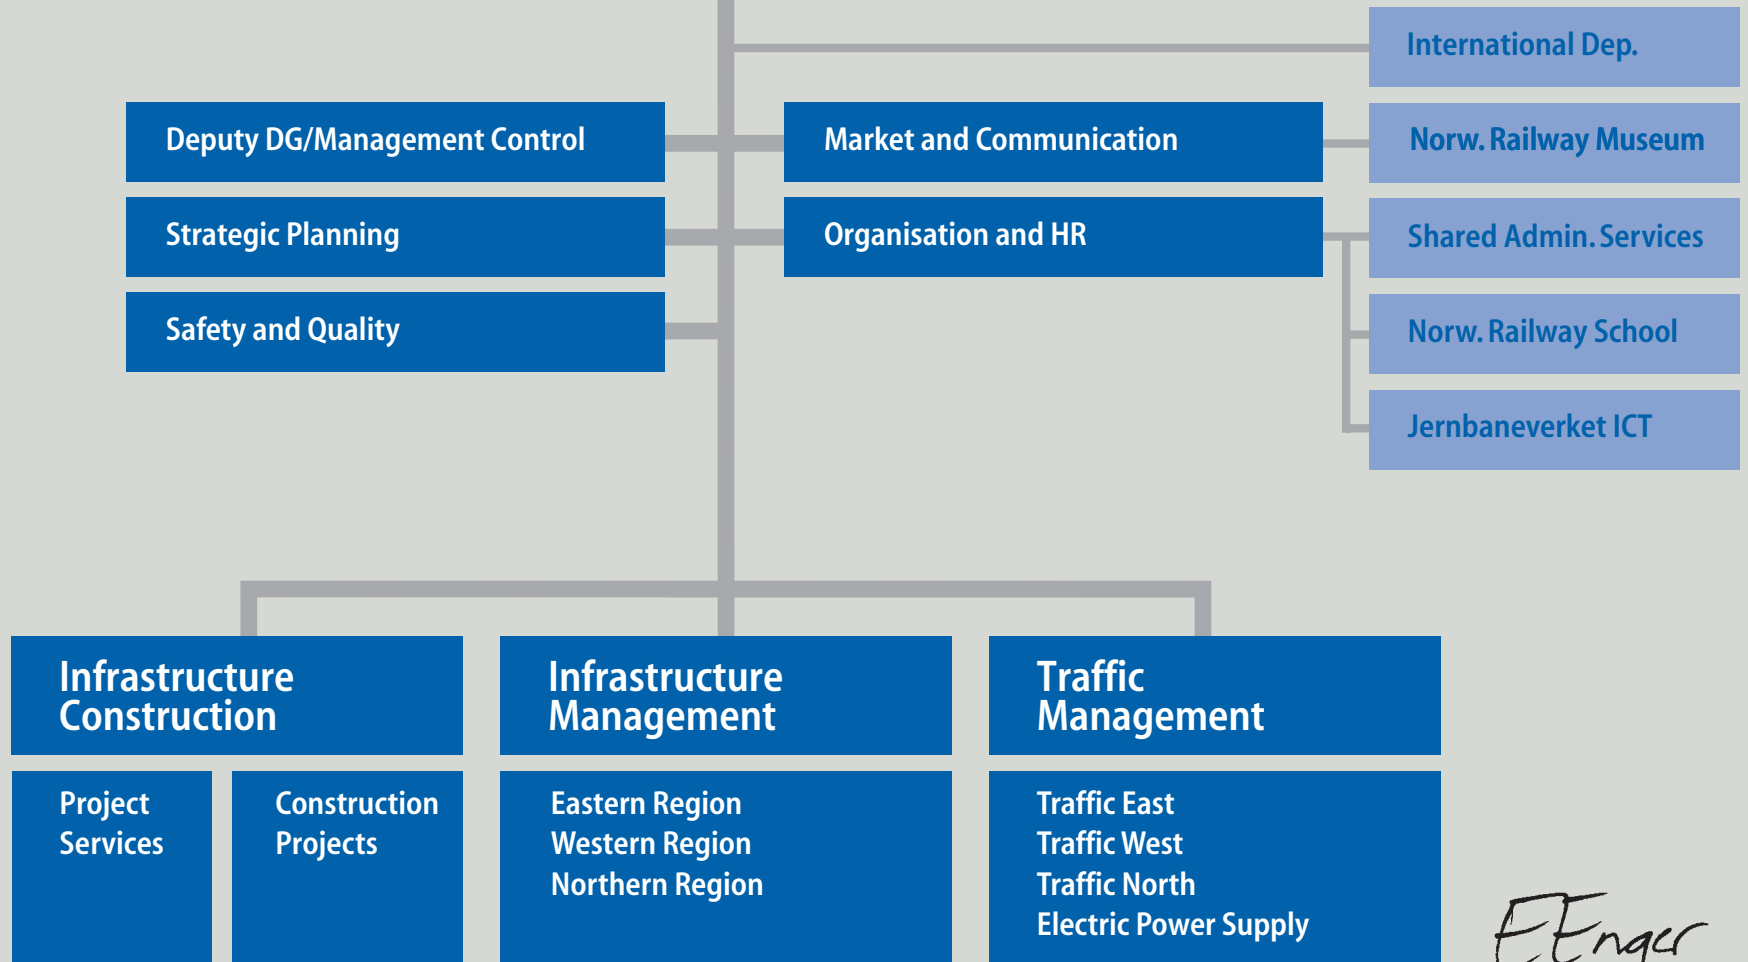 International Dep.
Deputy DG/Management Control
Market and Communication
Norw. Railway Museum
Strategic Planning
Organisation and HR
Shared Admin. Services
Safety and Quality
Norw. Railway School
Jernbaneverket ICT
Infrastructure
Construction
Infrastructure
Management
Traffic
Management
Project
Services
Construction
Projects
Eastern Region
Western Region
Northern Region
Traffic East
Traffic West
Traffic North
Electric Power Supply
E Enger